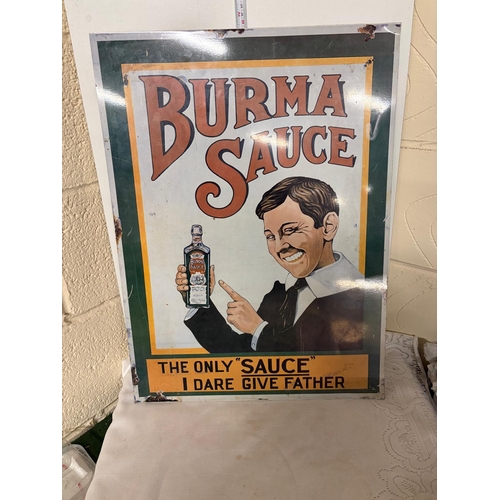 BURMA
SAUCE
THE ONLY "SAUCE"
I DARE GIVE FATHER